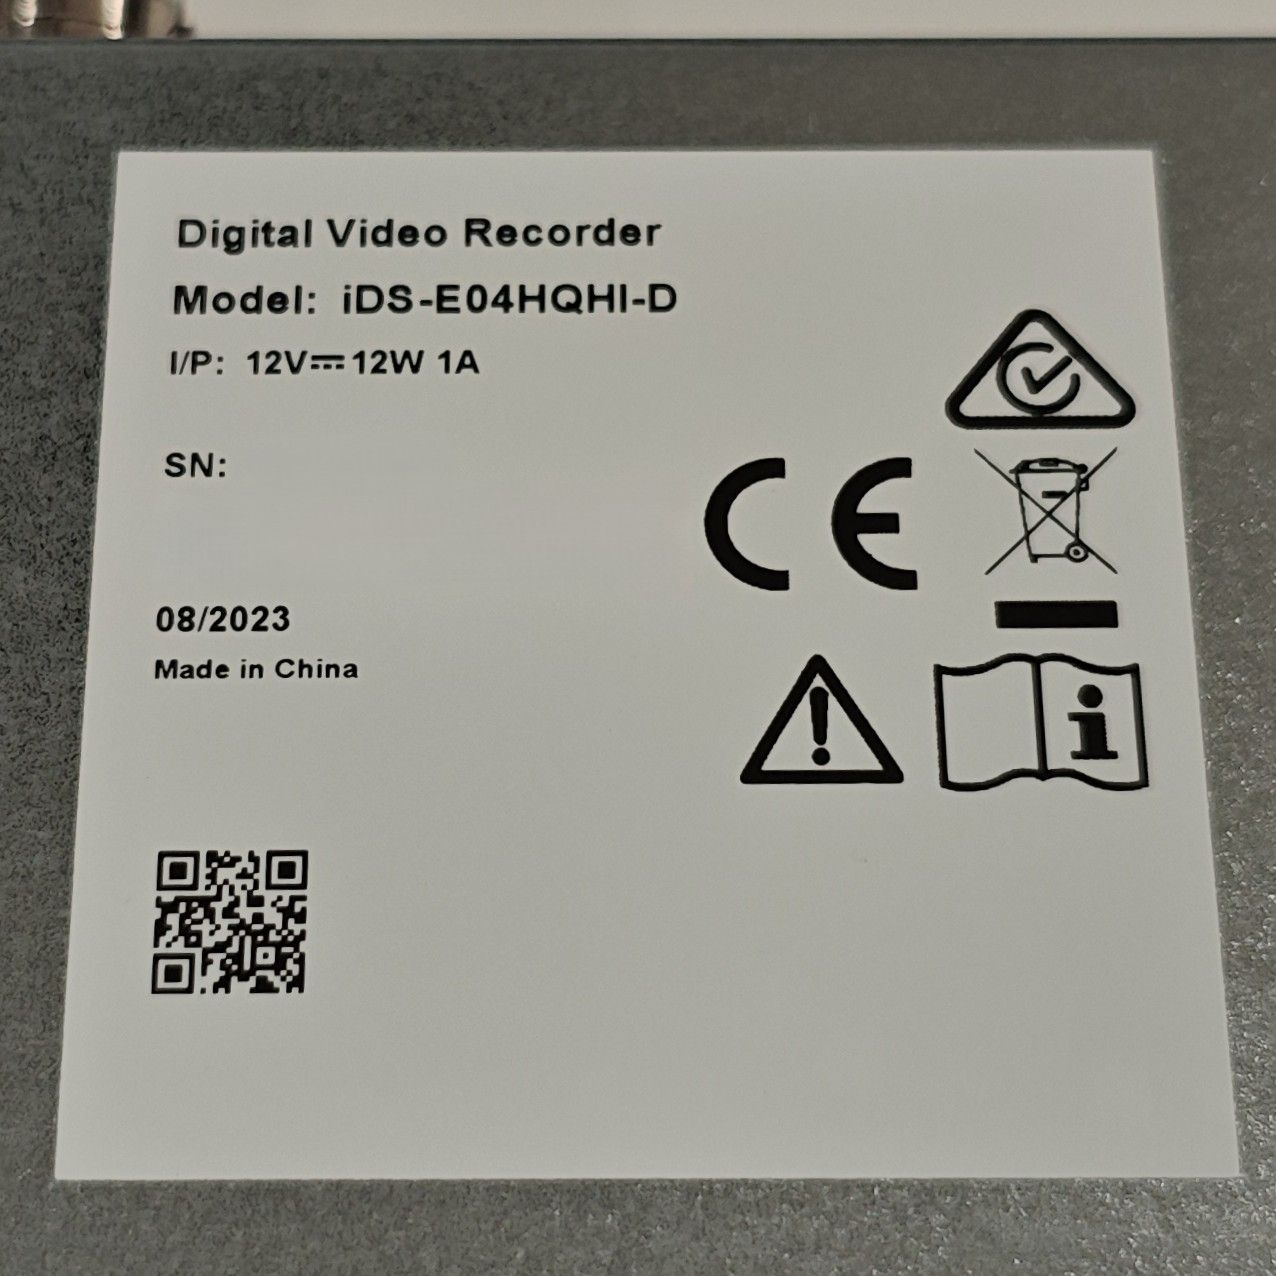 Digital Video Recorder
Model: iDS-E04HQHI-D
I/P: 12V⎓12W 1A
SN:
CE
08/2023
Made in China
i